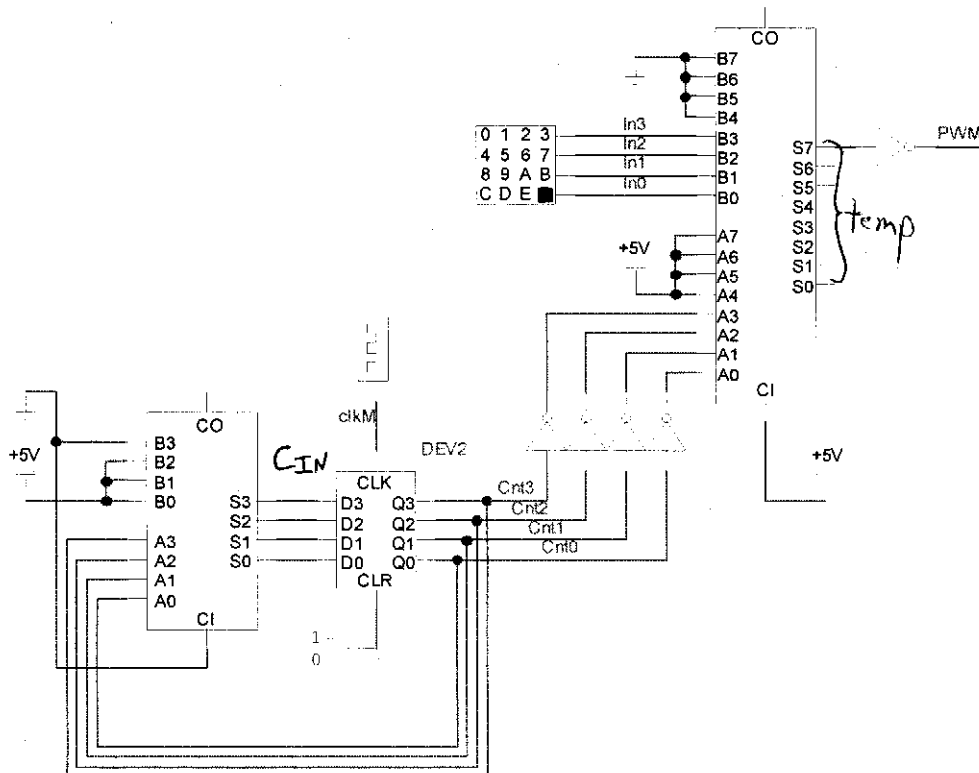 CO
B7
B6
B5
B4
B3
B2
B1
B0
A7
A6
A5
A4
A3
A2
A1
A0
CI
S7
S6
S5
S4
S3
S2
S1
S0
temp
PWM
In3
In2
In1
In0
0 1 2 3
4 5 6 7
8 9 A B
C D E
+5V
+5V
clkM
DEV2
+5V
CO
B3
B2
B1
B0
A3
A2
A1
A0
CI
S3
S2
S1
S0
CIN
CLK
D3
D2
D1
D0
Q3
Q2
Q1
Q0
CLR
Cnt3
Cnt2
Cnt1
Cnt0
1
0